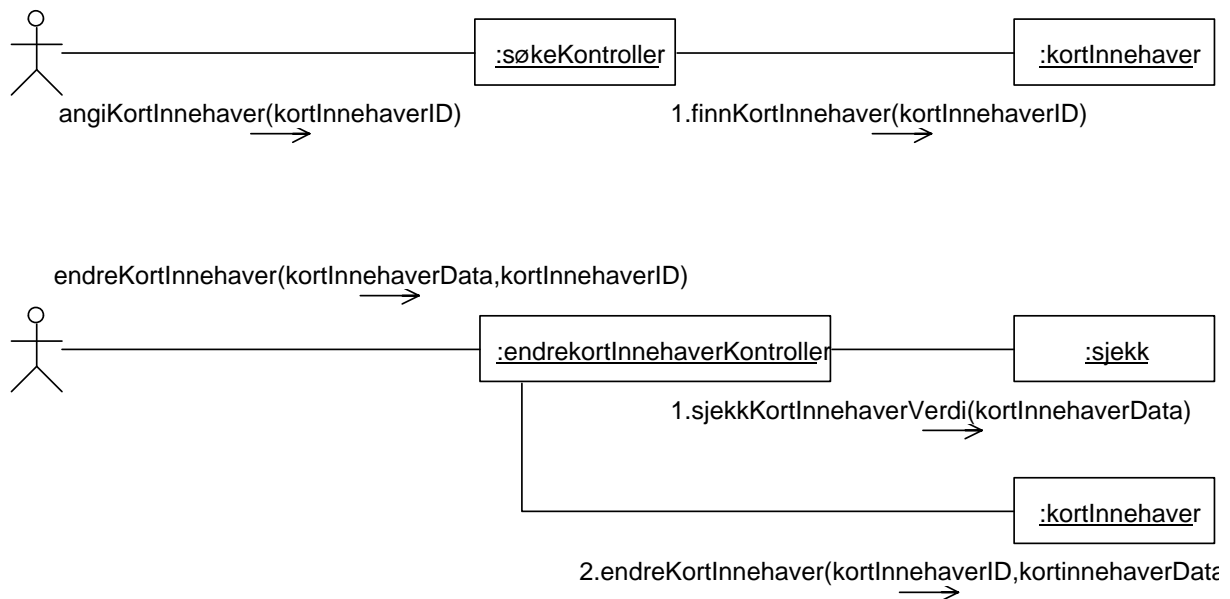 :søkeKontroller
:kortInnehaver
angiKortInnehaver(kortInnehaverID)
1.finnKortInnehaver(kortInnehaverID)
endreKortInnehaver(kortInnehaverData,kortInnehaverID)
:endrekortInnehaverKontroller
:sjekk
1.sjekkKortInnehaverVerdi(kortInnehaverData)
:kortInnehaver
2.endreKortInnehaver(kortInnehaverID,kortinnehaverData